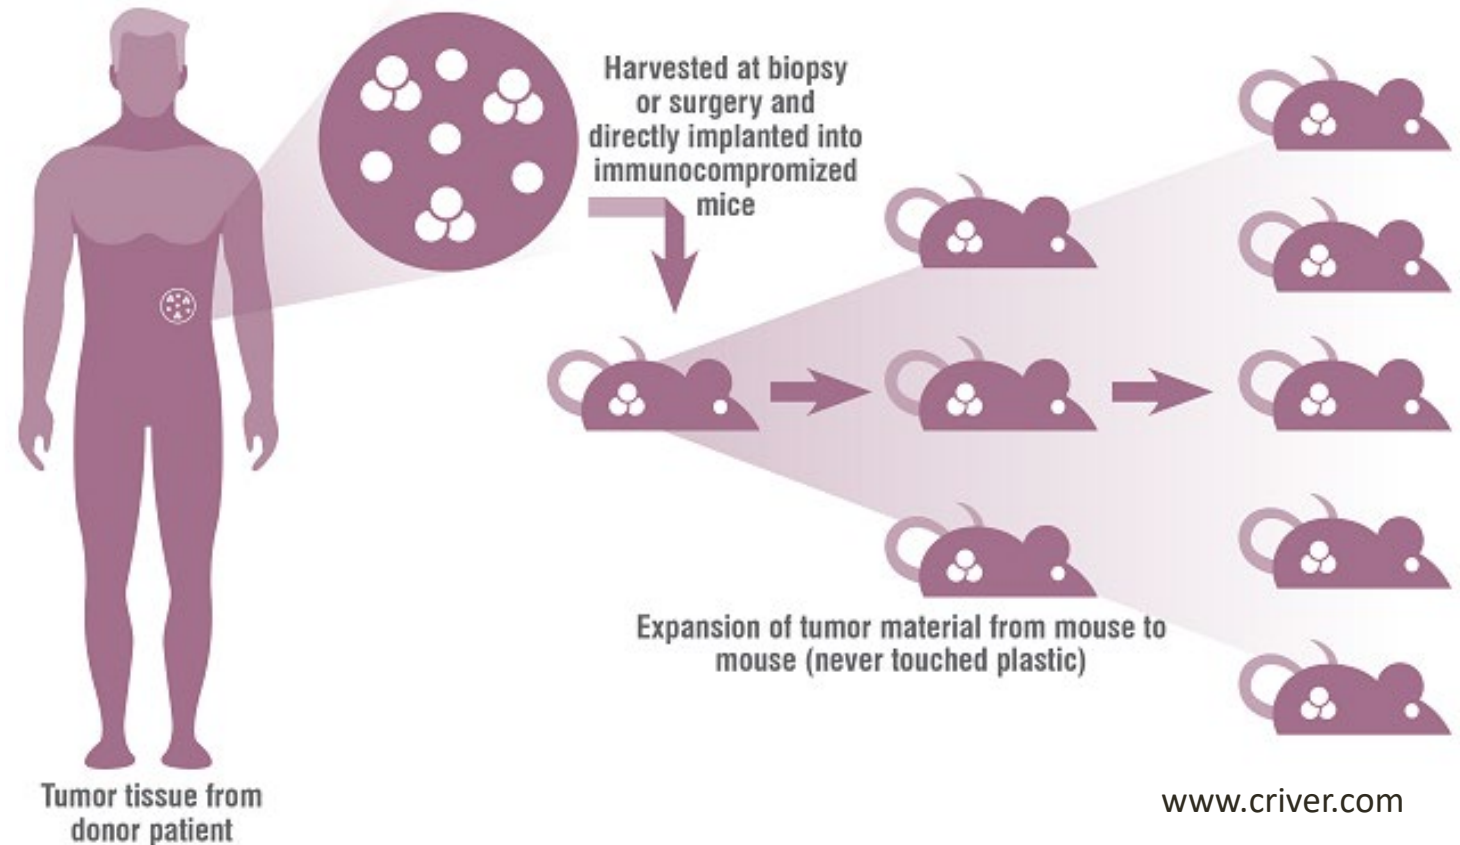 Harvested at biopsy
or surgery and
directly implanted into
immunocompromized
mice
Expansion of tumor material from mouse to
mouse (never touched plastic)
Tumor tissue from
donor patient
www.criver.com